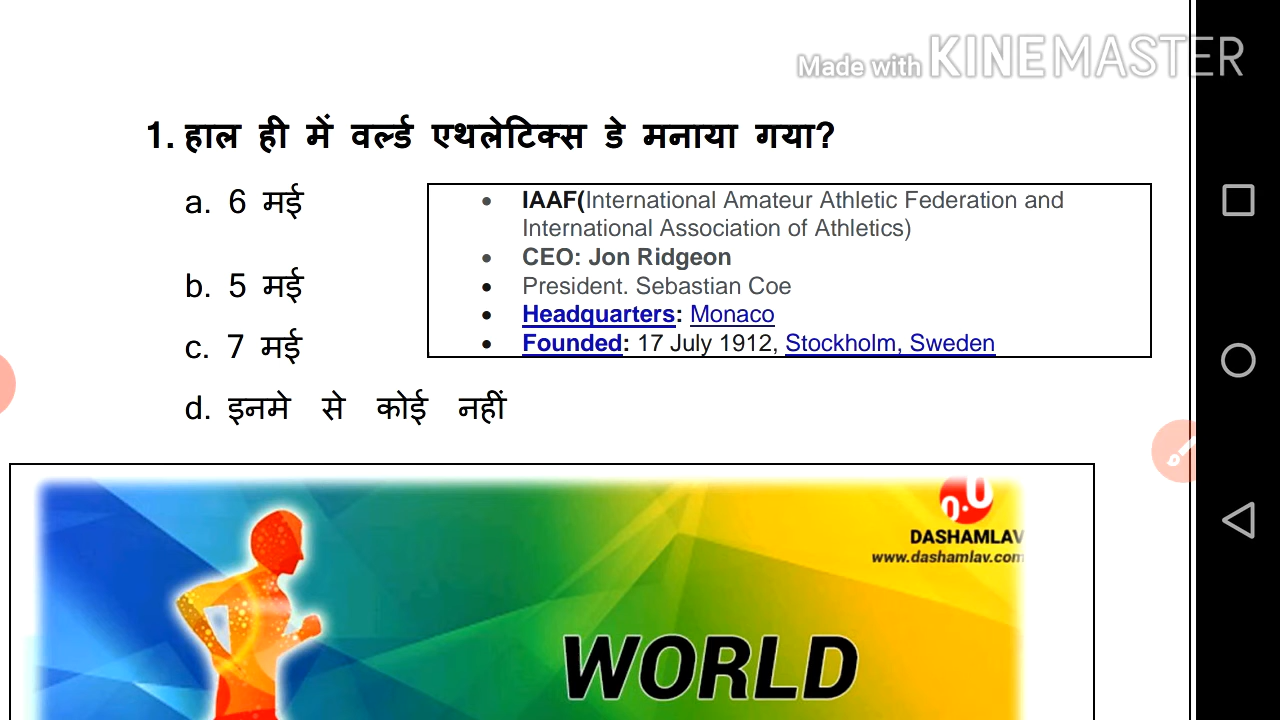 Made with KINEMASTER
1. हाल ही में वर्ल्ड एथलेटिक्स डे मनाया गया?
a. 6 मई
b. 5 मई
c. 7 मई
d. इनमे से कोई नहीं
• IAAF(International Amateur Athletic Federation and
International Association of Athletics)
• CEO: Jon Ridgeon
• President. Sebastian Coe
• Headquarters: Monaco
• Founded: 17 July 1912, Stockholm, Sweden
0.0
DASHAMLAV
www.dashamlav.com
WORLD